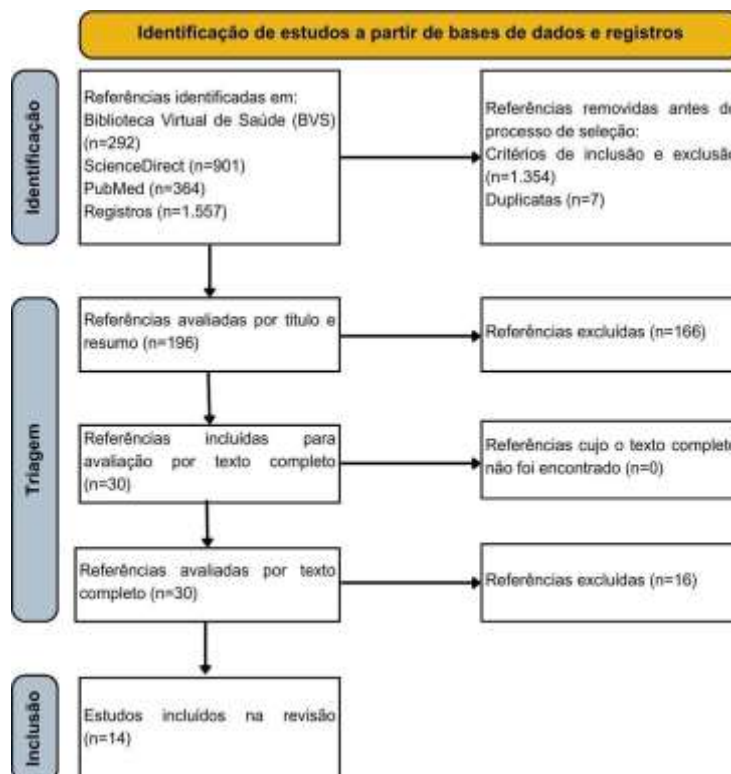 Identificação de estudos a partir de bases de dados e registros
Identificação
Referências identificadas em:
Biblioteca Virtual de Saúde (BVS)
(n=292)
ScienceDirect (n=901)
PubMed (n=364)
Registros (n=1.557)
Referências removidas antes do
processo de seleção:
Critérios de inclusão e exclusão
(n=1.354)
Duplicatas (n=7)
Triagem
Referências avaliadas por título e
resumo (n=196)
Referências excluídas (n=166)
Referências incluídas para
avaliação por texto completo
(n=30)
Referências cujo o texto completo
não foi encontrado (n=0)
Referências avaliadas por texto
completo (n=30)
Referências excluídas (n=16)
Inclusão
Estudos incluídos na revisão
(n=14)